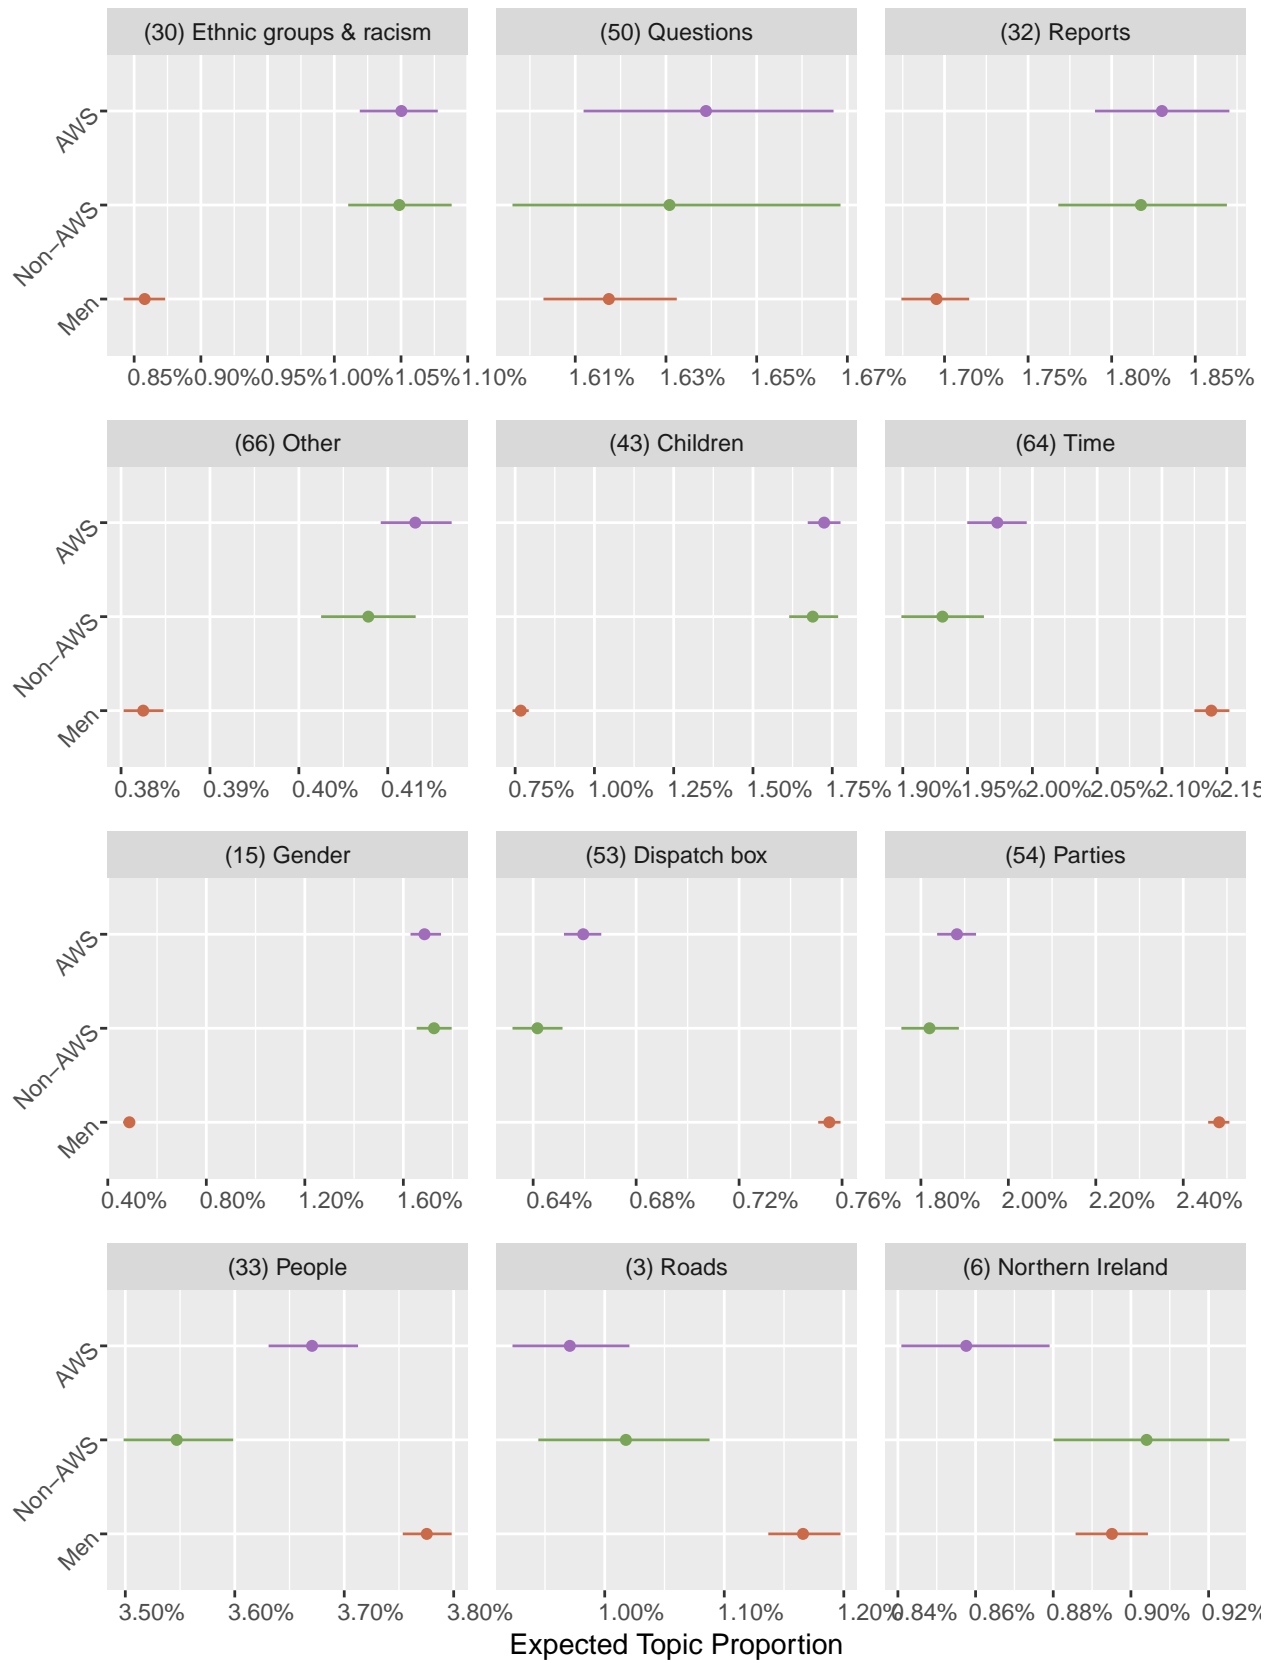 (30) Ethnic groups & racism (50) Questions (32) Reports
AWS
Non−AWS
Men
0.85% 0.90% 0.95% 1.00% 1.05% 1.10% 1.61% 1.63% 1.65% 1.67% 1.70% 1.75% 1.80% 1.85%
(66) Other (43) Children (64) Time
AWS
Non−AWS
Men
0.38% 0.39% 0.40% 0.41% 0.75% 1.00% 1.25% 1.50% 1.75% 1.90% 1.95% 2.00% 2.05% 2.10% 2.15
(15) Gender (53) Dispatch box (54) Parties
AWS
Non−AWS
Men
0.40% 0.80% 1.20% 1.60% 0.64% 0.68% 0.72% 0.76% 1.80% 2.00% 2.20% 2.40%
(33) People (3) Roads (6) Northern Ireland
AWS
Non−AWS
Men
3.50% 3.60% 3.70% 3.80% 1.00% 1.10% 1.20% 0.84% 0.86% 0.88% 0.90% 0.92%
Expected Topic Proportion